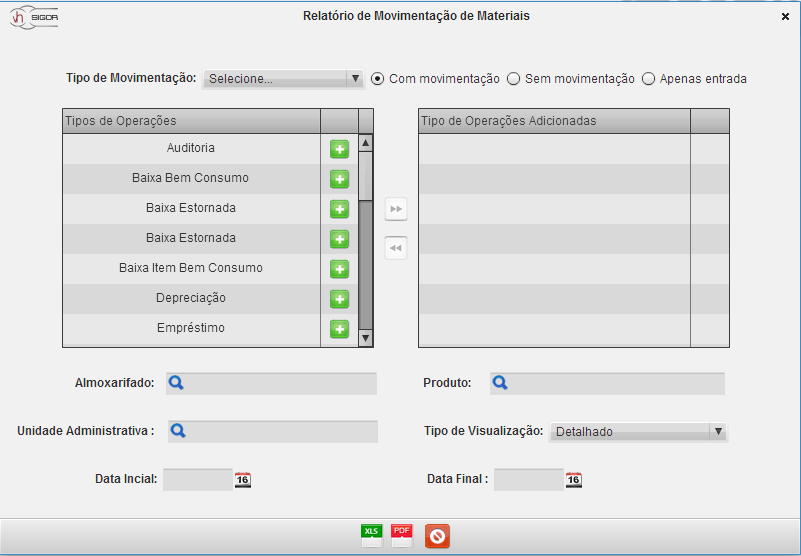 SIGOR
Relatório de Movimentação de Materiais
Tipo de Movimentação: Selecione... Com movimentação Sem movimentação Apenas entrada
Tipos de Operações
Tipo de Operações Adicionadas
Auditoria
Baixa Bem Consumo
Baixa Estornada
Baixa Estornada
Baixa Item Bem Consumo
Depreciação
Empréstimo
Almoxarifado:
Produto:
Unidade Administrativa :
Tipo de Visualização: Detalhado
Data Incial: 16
Data Final : 16
XLS PDF